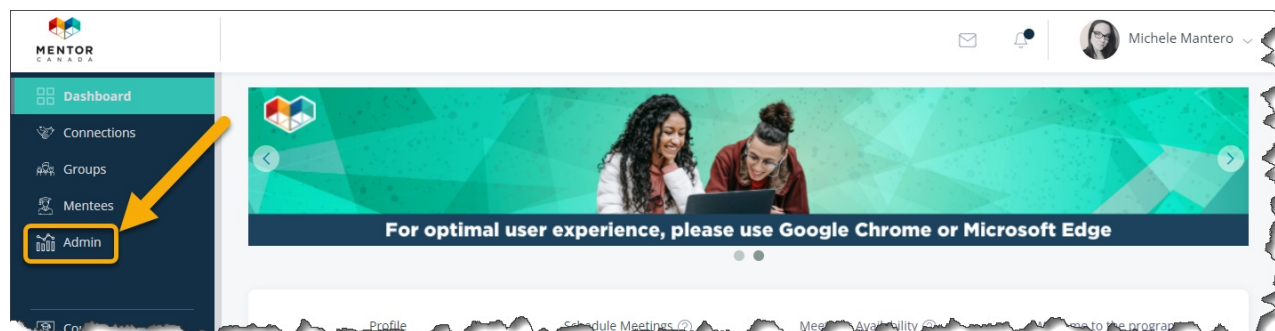 MENTOR
CANADA
Michele Mantero
Dashboard
Connections
Groups
Mentees
Admin
For optimal user experience, please use Google Chrome or Microsoft Edge
Profile
Schedule Meetings